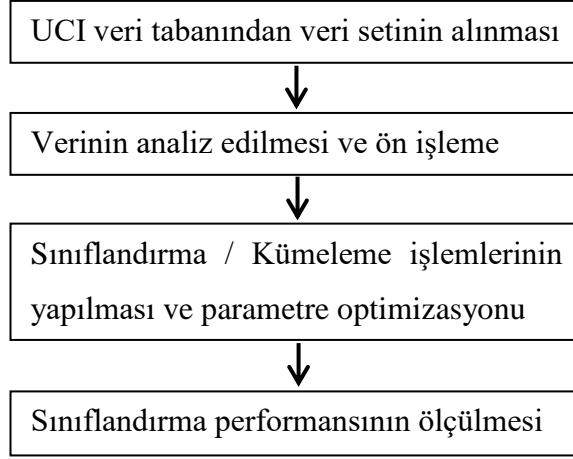 UCI veri tabanından veri setinin alınması
Verinin analiz edilmesi ve ön işleme
Sınıflandırma / Kümeleme işlemlerinin
yapılması ve parametre optimizasyonu
Sınıflandırma performansının ölçülmesi